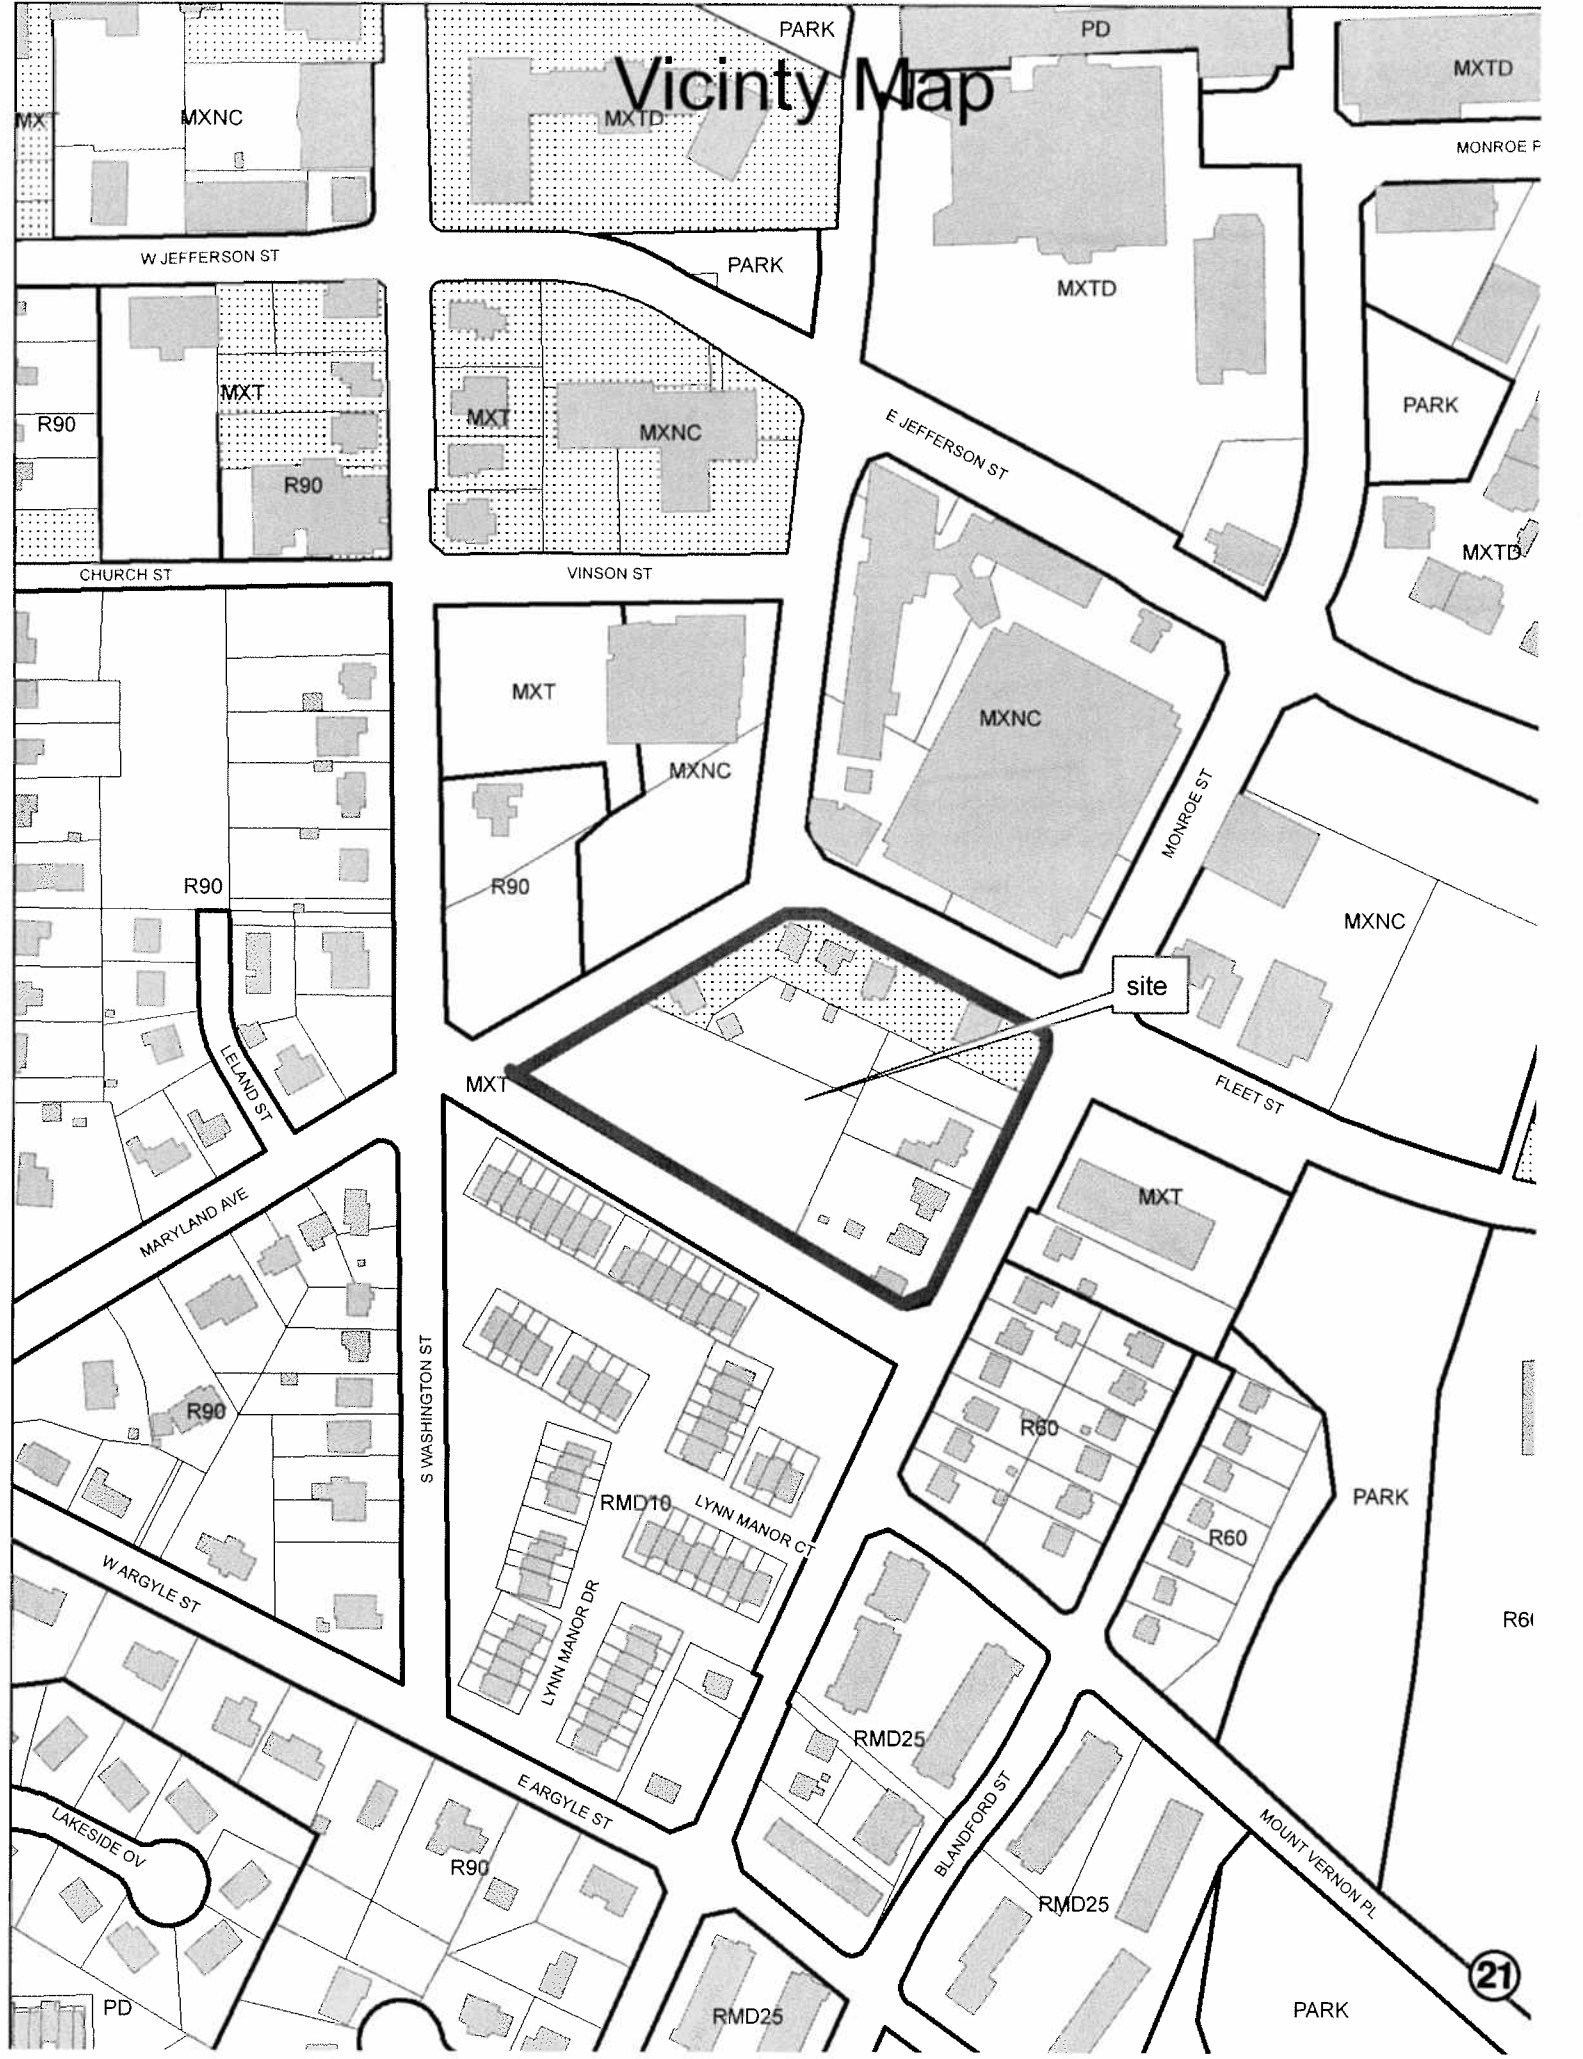 PARK
PD
Vicinty Map
MXTD
MXT
MXNC
MXTD
MONROE P
W JEFFERSON ST
PARK
MXTD
MXT
R90
MXT
MXNC
PARK
E JEFFERSON ST
R90
MXTD
CHURCH ST
VINSON ST
MXT
MXNC
MXNC
MONROE ST
R90
R90
MXNC
site
LELAND ST
MXT
FLEET ST
MARYLAND AVE
MXT
S WASHINGTON ST
R90
R60
RMD10
LYNN MANOR CT
PARK
R60
W ARGYLE ST
LYNN MANOR DR
R6
RMD25
E ARGYLE ST
BLANDFORD ST
LAKESIDE OV
MOUNT VERNON PL
R90
RMD25
21
PD
RMD25
PARK